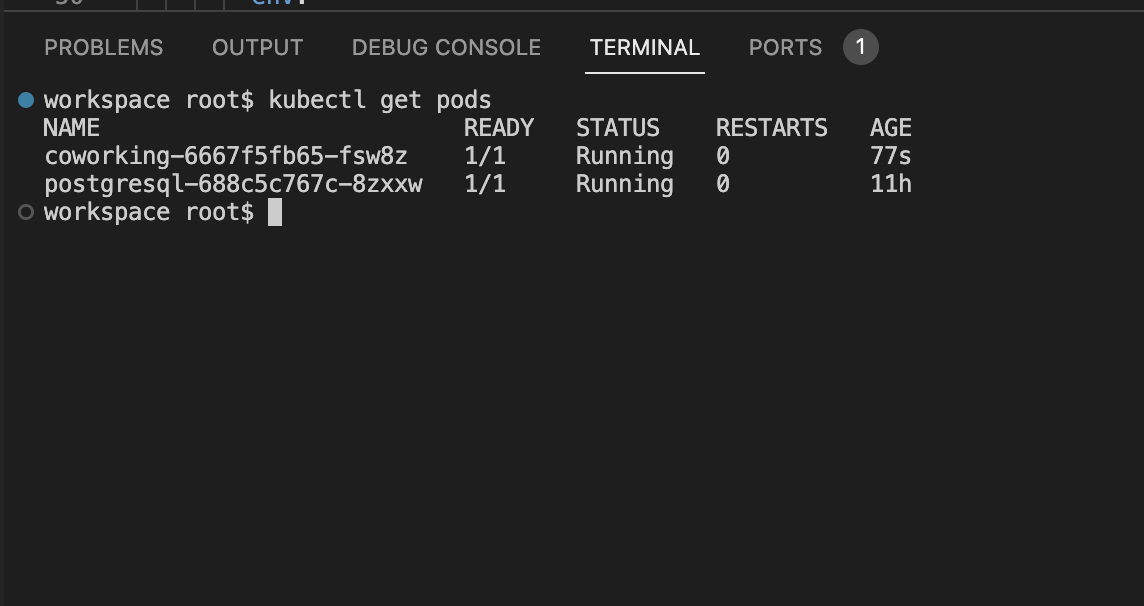 env:
PROBLEMS OUTPUT DEBUG CONSOLE TERMINAL PORTS 1
workspace root$ kubectl get pods
NAME READY STATUS RESTARTS AGE
coworking-6667f5fb65-fsw8z 1/1 Running 0 77s
postgresql-688c5c767c-8zxxw 1/1 Running 0 11h
workspace root$